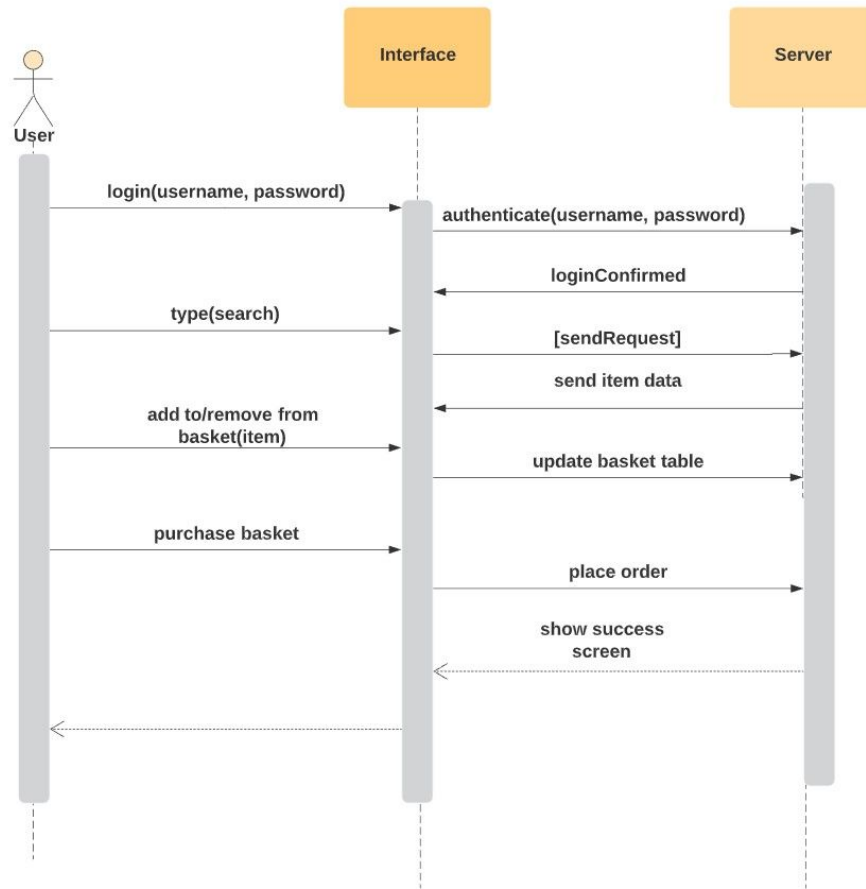 Interface
Server
User
login(username, password)
authenticate(username, password)
loginConfirmed
type(search)
[sendRequest]
send item data
add to/remove from
basket(item)
update basket table
purchase basket
place order
show success
screen